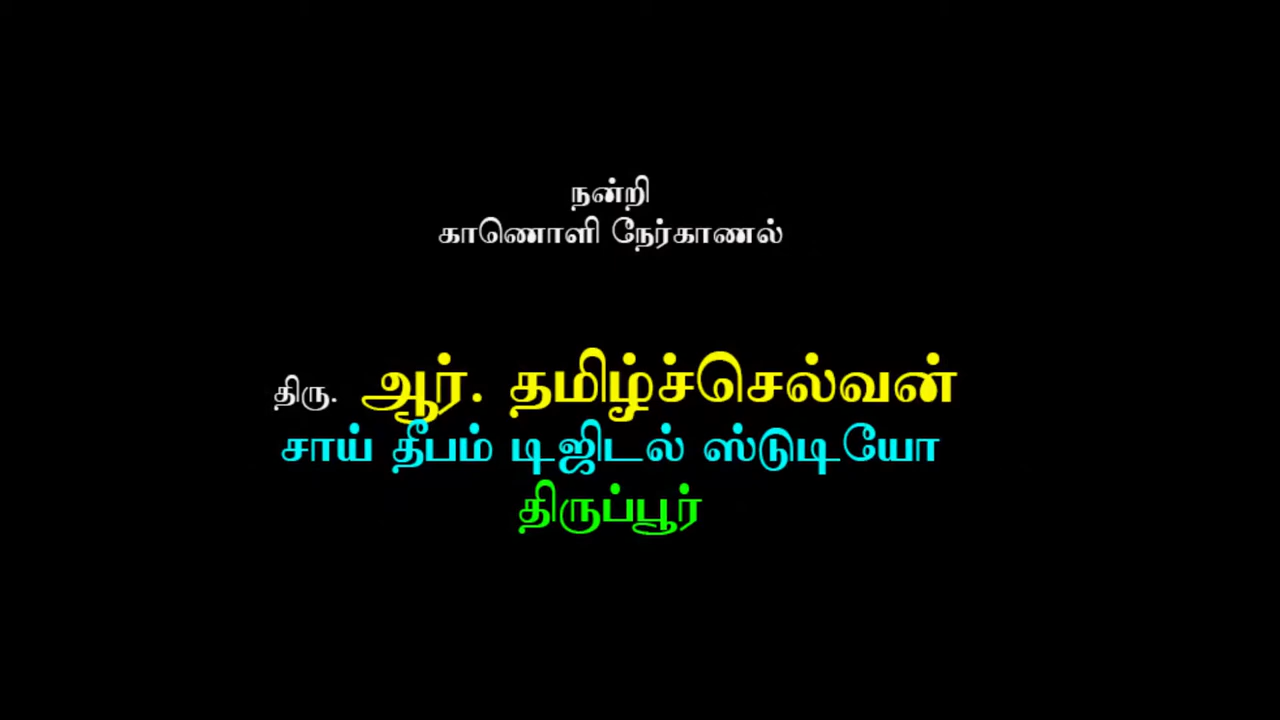 நன்றி
காணொளி நேர்காணல்
திரு. ஆர். தமிழ்ச்செல்வன்
சாய் தீபம் டிஜிடல் ஸ்டுடியோ
திருப்பூர்